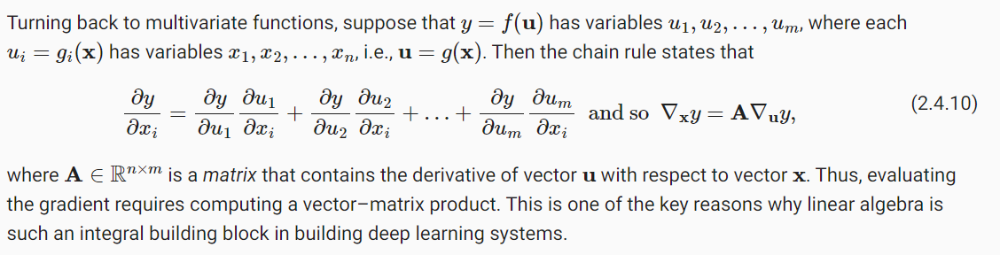 Turning back to multivariate functions, suppose that $y = f(\mathbf{u})$ has variables $u_1, u_2, \ldots, u_m$, where each
$u_i = g_i(\mathbf{x})$ has variables $x_1, x_2, \ldots, x_n$, i.e., $\mathbf{u} = g(\mathbf{x})$. Then the chain rule states that
$\frac{\partial y}{\partial x_i} = \frac{\partial y}{\partial u_1} \frac{\partial u_1}{\partial x_i} + \frac{\partial y}{\partial u_2} \frac{\partial u_2}{\partial x_i} + \ldots + \frac{\partial y}{\partial u_m} \frac{\partial u_m}{\partial x_i}$ and so $\nabla_{\mathbf{x}} y = \mathbf{A} \nabla_{\mathbf{u}} y,$ (2.4.10)
where $\mathbf{A} \in \mathbb{R}^{n \times m}$ is a matrix that contains the derivative of vector $\mathbf{u}$ with respect to vector $\mathbf{x}$. Thus, evaluating
the gradient requires computing a vector–matrix product. This is one of the key reasons why linear algebra is
such an integral building block in building deep learning systems.